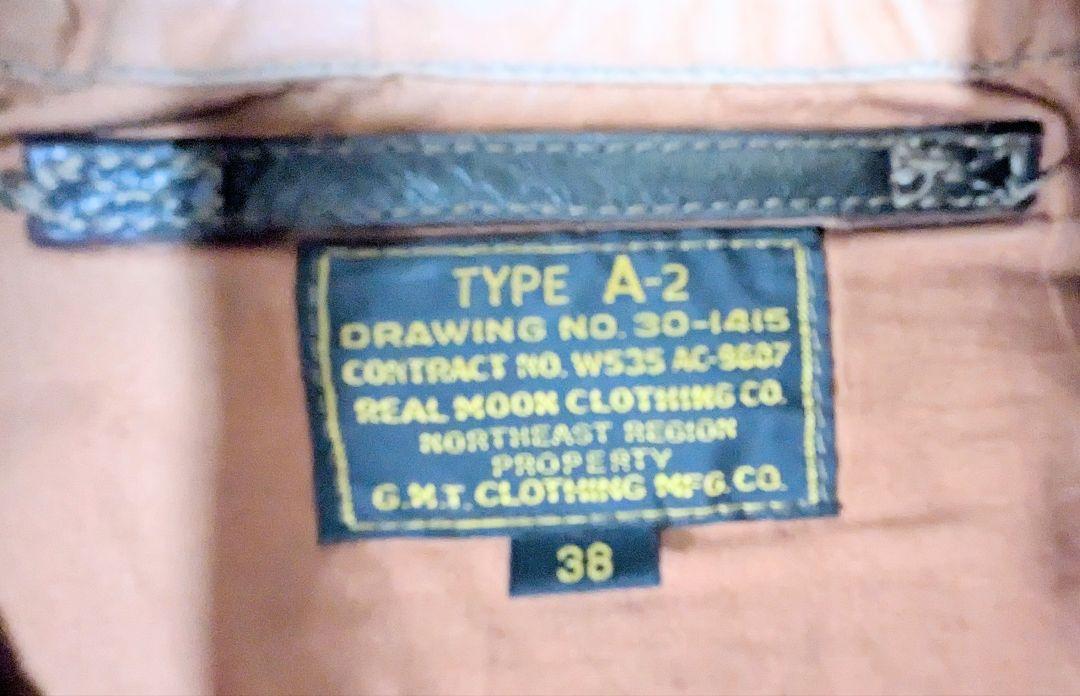 TYPE A-2
DRAWING NO. 30-1415
CONTRACT NO. W535 AC-
REAL MOON CLOTHING CO.
NORTHEAST REGION
PROPERTY
G.M.T. CLOTHING MFG. CO.
38